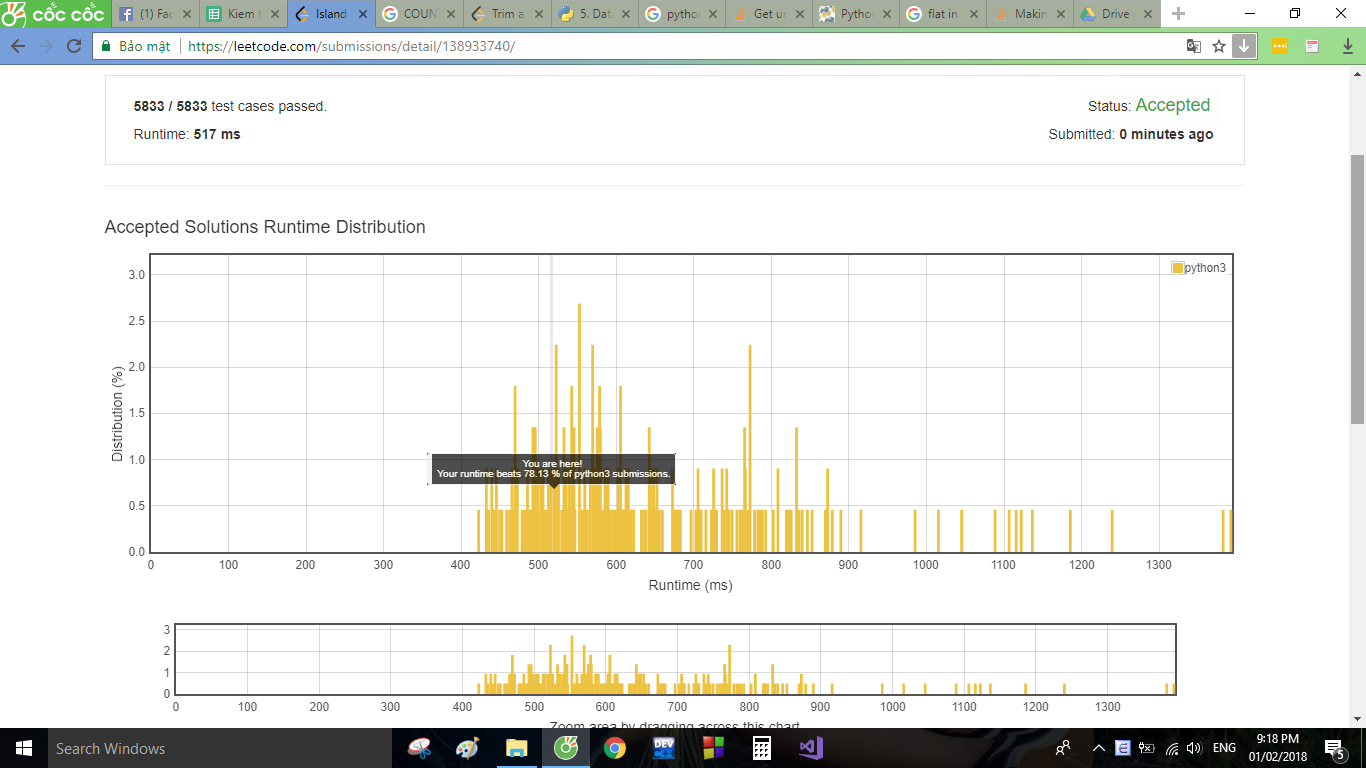 cốc cốc
(1) Fac
Kiem t
Island
COUN
Trim a
5. Data
python
Get un
Python
flat in
Making
Drive
Bảo mật
https://leetcode.com/submissions/detail/138933740/
5833 / 5833 test cases passed.
Status: Accepted
Runtime: 517 ms
Submitted: 0 minutes ago
Accepted Solutions Runtime Distribution
python3
Distribution (%)
3.0
2.5
2.0
1.5
1.0
0.5
0.0
You are here!
Your runtime beats 78.13 % of python3 submissions.
0 100 200 300 400 500 600 700 800 900 1000 1100 1200 1300
Runtime (ms)
3
2
1
0
0 100 200 300 400 500 600 700 800 900 1000 1100 1200 1300
Zoom area by dragging across this chart
Search Windows
DEV
ENG
9:18 PM
01/02/2018
5